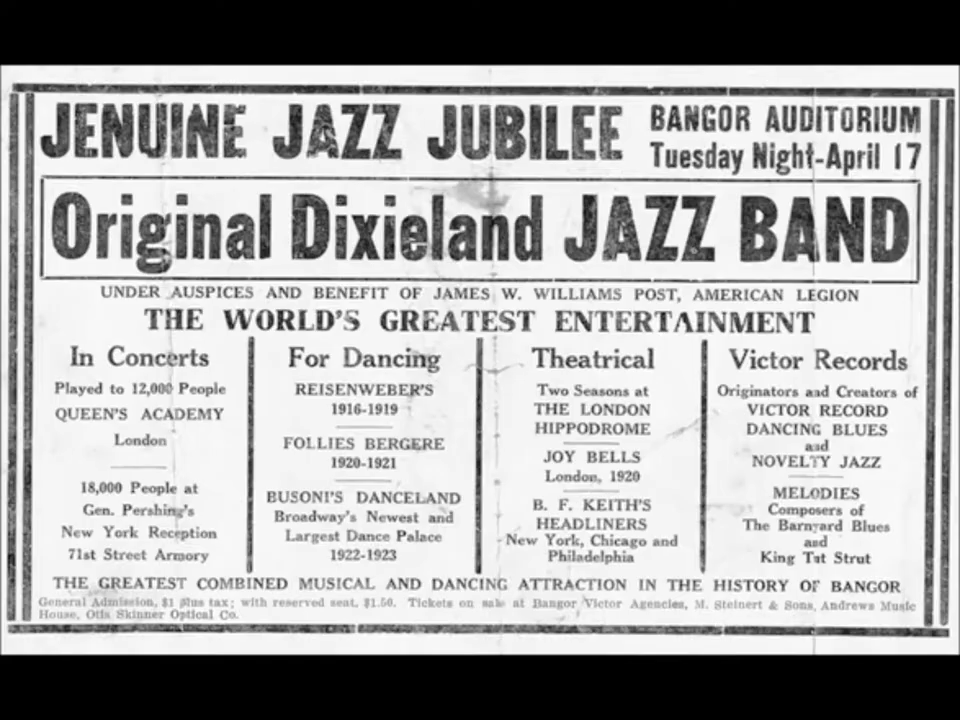 JENUINE JAZZ JUBILEE
BANGOR AUDITORIUM
Tuesday Night-April 17
Original Dixieland JAZZ BAND
UNDER AUSPICES AND BENEFIT OF JAMES W. WILLIAMS POST, AMERICAN LEGION
THE WORLD'S GREATEST ENTERTAINMENT
In Concerts
Played to 12,000 People
QUEEN'S ACADEMY
London
18,000 People at
Gen. Pershing's
New York Reception
71st Street Armory
For Dancing
REISENWEBER'S
1916-1919
FOLLIES BERGERE
1920-1921
BUSONI'S DANCELAND
Broadway's Newest and
Largest Dance Palace
1922-1923
Theatrical
Two Seasons at
THE LONDON
HIPPODROME
JOY BELLS
London, 1920
B. F. KEITH'S
HEADLINERS
New York, Chicago and
Philadelphia
Victor Records
Originators and Creators of
VICTOR RECORD
DANCING BLUES
and
NOVELTY JAZZ
MELODIES
Composers of
The Barnyard Blues
and
King Tut Strut
THE GREATEST COMBINED MUSICAL AND DANCING ATTRACTION IN THE HISTORY OF BANGOR
General Admission, $1 plus tax; with reserved seat, $1.50. Tickets on sale at Bangor Victor Agencies, M. Steinert & Sons, Andrews Music
House, Otis Skinner Optical Co.